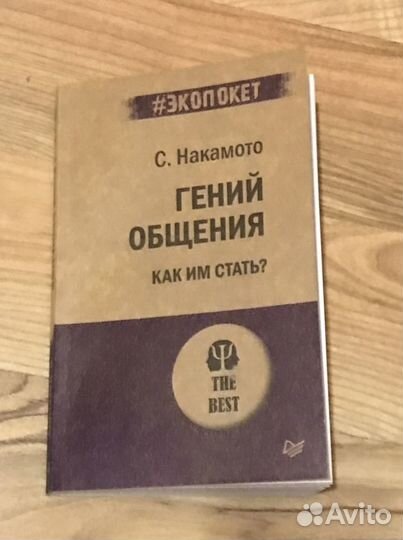 #ЭКОПОКЕТ
С. Накамото
ГЕНИЙ
ОБЩЕНИЯ
КАК ИМ СТАТЬ?
Ψ
THE
BEST
Avito